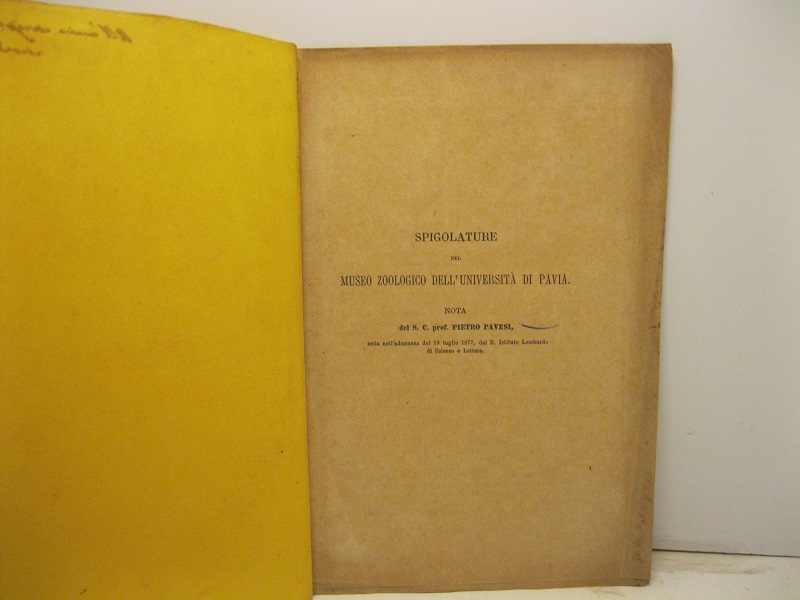 SPIGOLATURE
NEL
MUSEO ZOOLOGICO DELL'UNIVERSITÀ DI PAVIA.
NOTA
del S. C. prof. PIETRO PAVESI,
letta nell'adunanza del 19 luglio 1877, del R. Istituto Lombardo
di Scienze e Lettere.